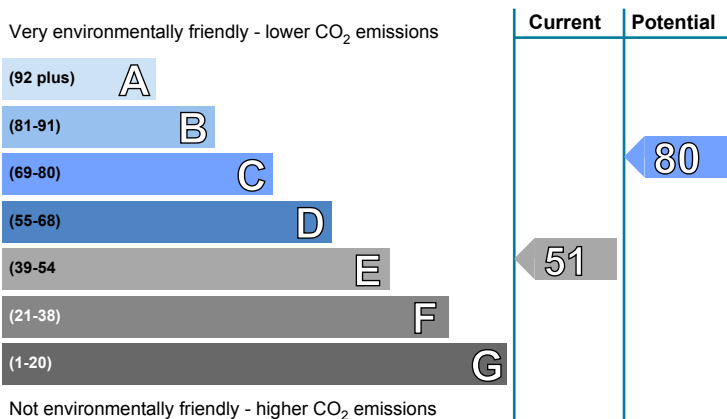 Current Potential
Very environmentally friendly - lower CO₂ emissions
(92 plus) A
(81-91) B
80
(69-80) C
(55-68) D
51
(39-54 E
(21-38) F
(1-20) G
Not environmentally friendly - higher CO₂ emissions